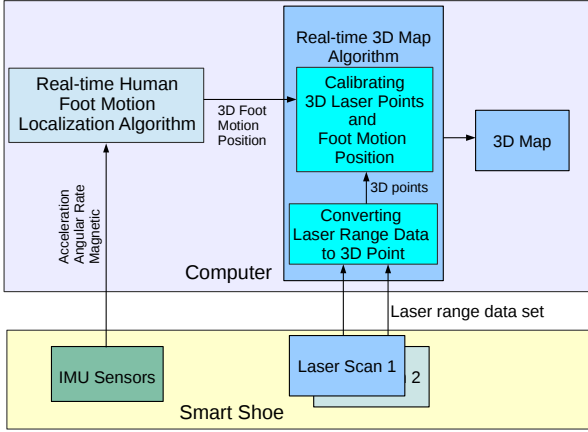 Real-time 3D Map
Algorithm
Real-time Human
Foot Motion
Localization Algorithm
3D Foot
Motion
Position
Calibrating
3D Laser Points
and
Foot Motion
Position
3D Map
3D points
Acceleration
Angular Rate
Magnetic
Converting
Laser Range Data
to 3D Point
Computer
Laser range data set
IMU Sensors
Laser Scan 1
2
Smart Shoe